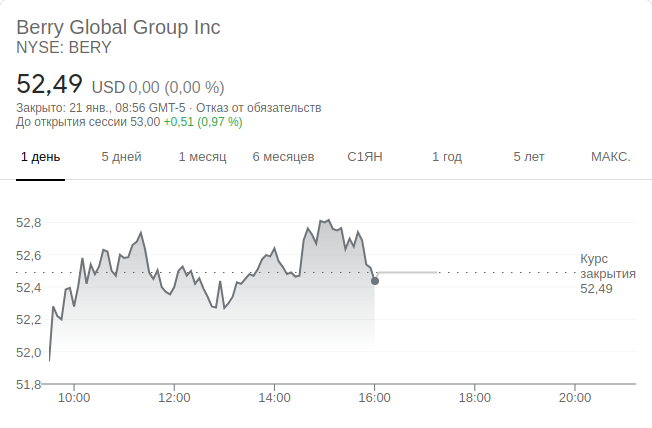 Berry Global Group Inc
NYSE: BERY
52,49 USD 0,00 (0,00 %)
Закрыто: 21 янв., 08:56 GMT-5 · Отказ от обязательств
До открытия сессии 53,00 +0,51 (0,97 %)
1 день 5 дней 1 месяц 6 месяцев С1ЯН 1 год 5 лет МАКС.
52,8
52,6
Курс
закрытия
52,49
52,4
52,2
52,0
51,8
10:00 12:00 14:00 16:00 18:00 20:00